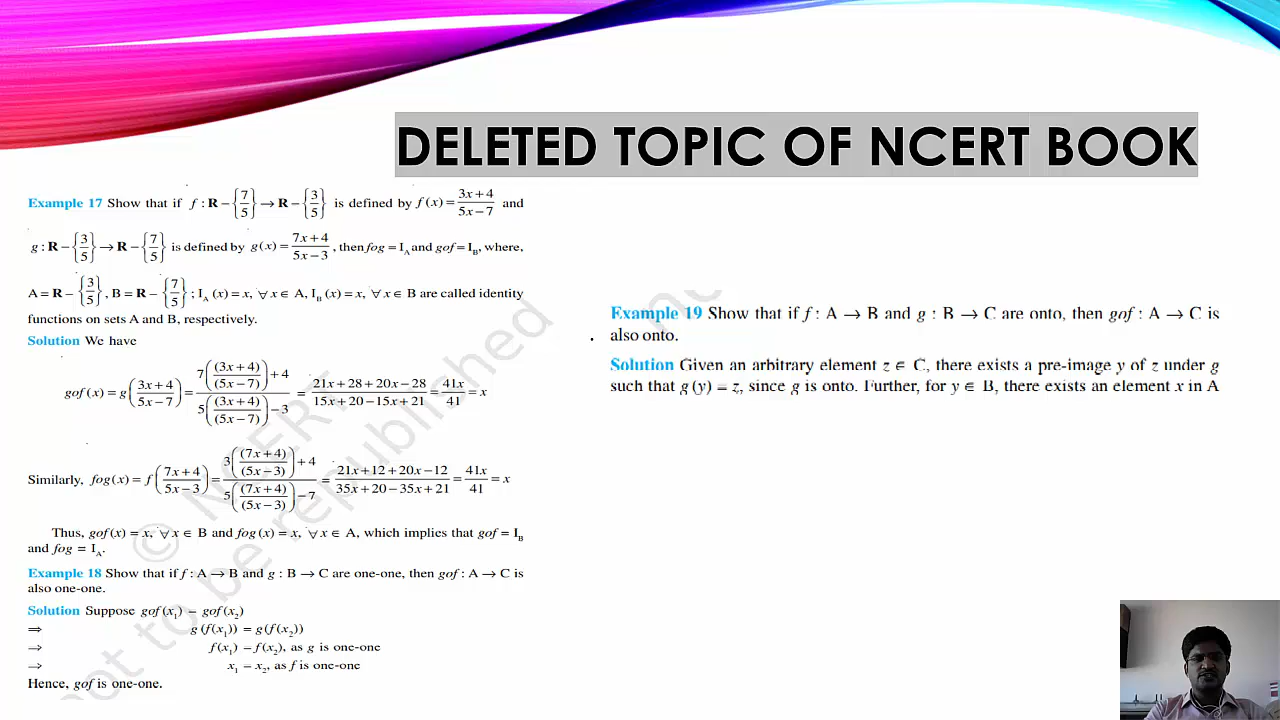 DELETED TOPIC OF NCERT BOOK
Example 17 Show that if f : R − {7/5} → R − {3/5} is defined by f(x) = (3x+4)/(5x−7) and
g : R − {3/5} → R − {7/5} is defined by g(x) = (7x+4)/(5x−3), then fog = I_A and gof = I_B, where,
A = R − {3/5}, B = R − {7/5}; I_A (x) = x, ∀ x ∈ A, I_B (x) = x, ∀ x ∈ B are called identity
functions on sets A and B, respectively.
Solution We have
gof(x) = g((3x+4)/(5x−7)) = (7((3x+4)/(5x−7))+4)/(5((3x+4)/(5x−7))−3) = (21x+28+20x−28)/(15x+20−15x+21) = 41x/41 = x
Similarly, fog(x) = f((7x+4)/(5x−3)) = (3((7x+4)/(5x−3))+4)/(5((7x+4)/(5x−3))−7) = (21x+12+20x−12)/(35x+20−35x+21) = 41x/41 = x
Thus, gof(x) = x, ∀ x ∈ B and fog(x) = x, ∀ x ∈ A, which implies that gof = I_B
and fog = I_A.
Example 18 Show that if f : A → B and g : B → C are one-one, then gof : A → C is
also one-one.
Solution Suppose gof(x₁) = gof(x₂)
⇒ g (f(x₁)) = g(f(x₂))
⇒ f(x₁) = f(x₂), as g is one-one
⇒ x₁ = x₂, as f is one-one
Hence, gof is one-one.
Example 19 Show that if f : A → B and g : B → C are onto, then gof : A → C is
also onto.
Solution Given an arbitrary element z ∈ C, there exists a pre-image y of z under g
such that g (y) = z, since g is onto. Further, for y ∈ B, there exists an element x in A
© NCERT
not to be republished